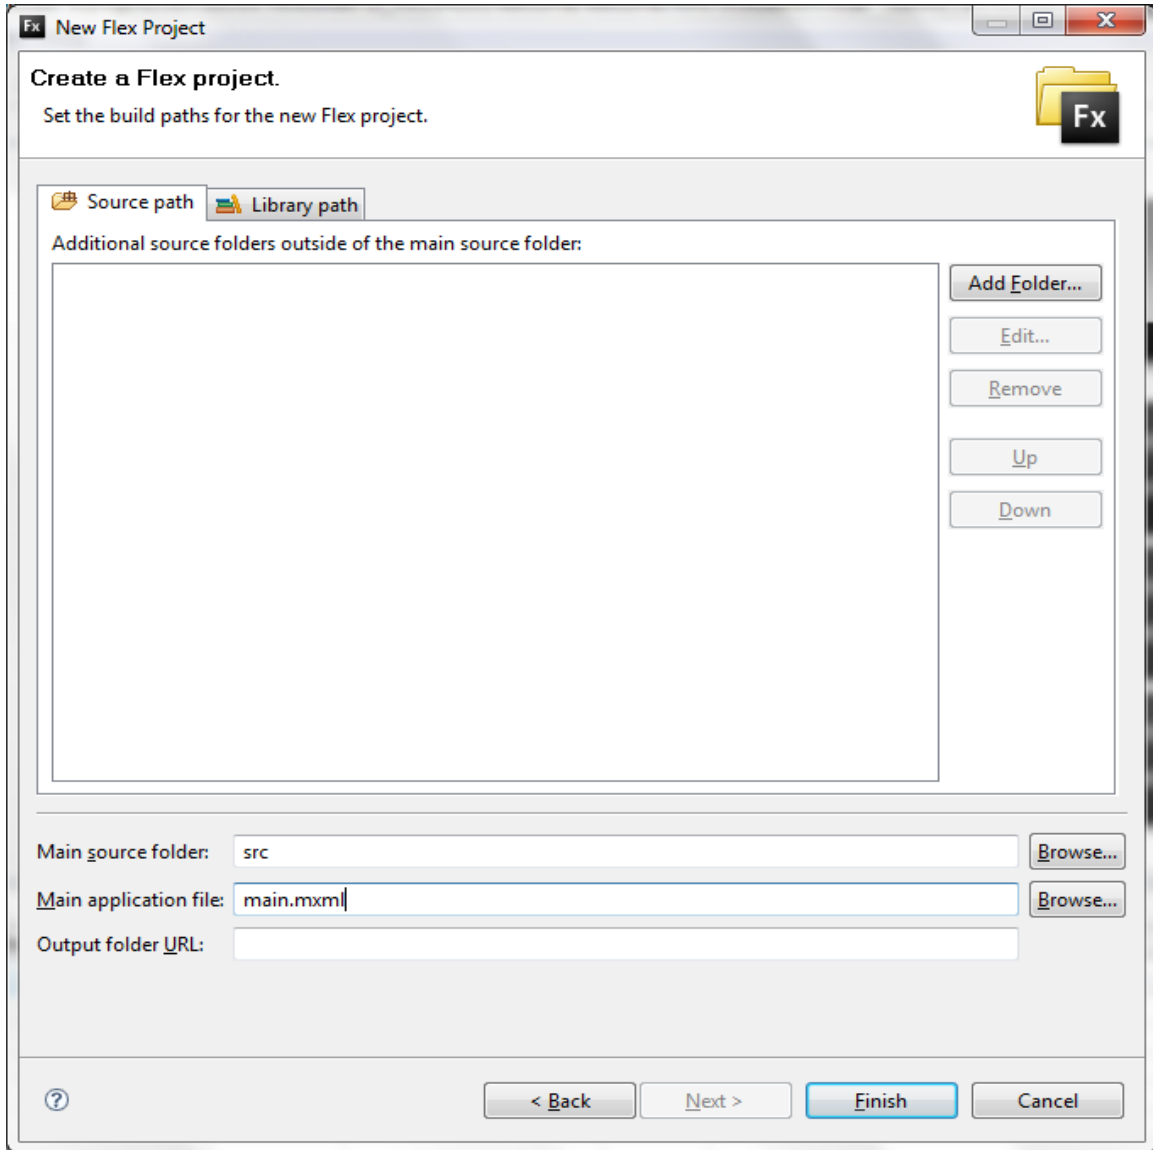 Fx New Flex Project
Create a Flex project.
Set the build paths for the new Flex project.
Fx
Source path
Library path
Additional source folders outside of the main source folder:
Add Folder...
Edit...
Remove
Up
Down
Main source folder: src Browse...
Main application file: main.mxml Browse...
Output folder URL:
? < Back Next > Finish Cancel